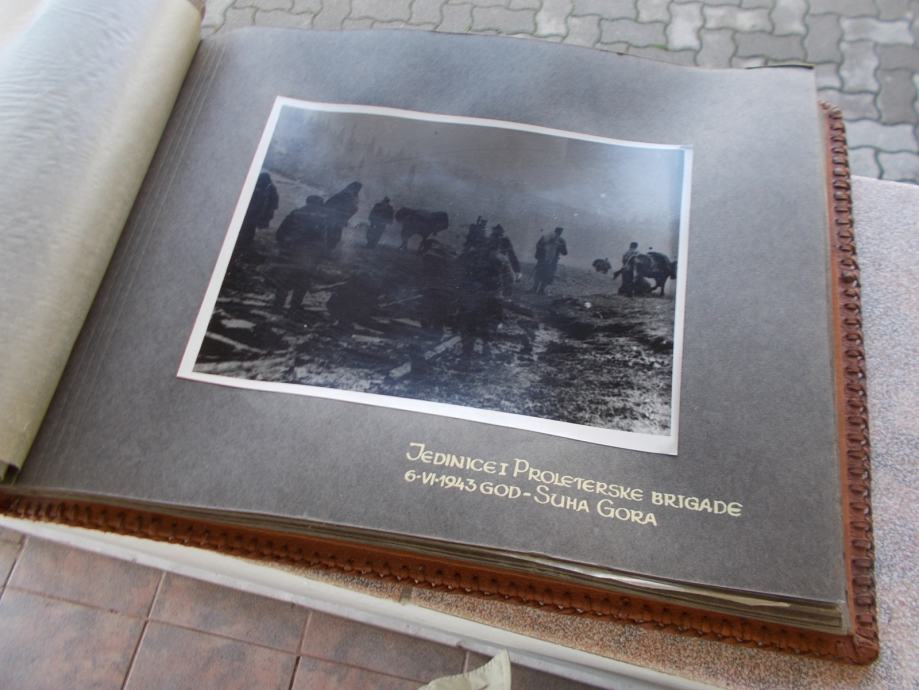 JEDINICE I PROLETERSKE BRIGADE
6-VI-1943 GOD-SUHA GORA